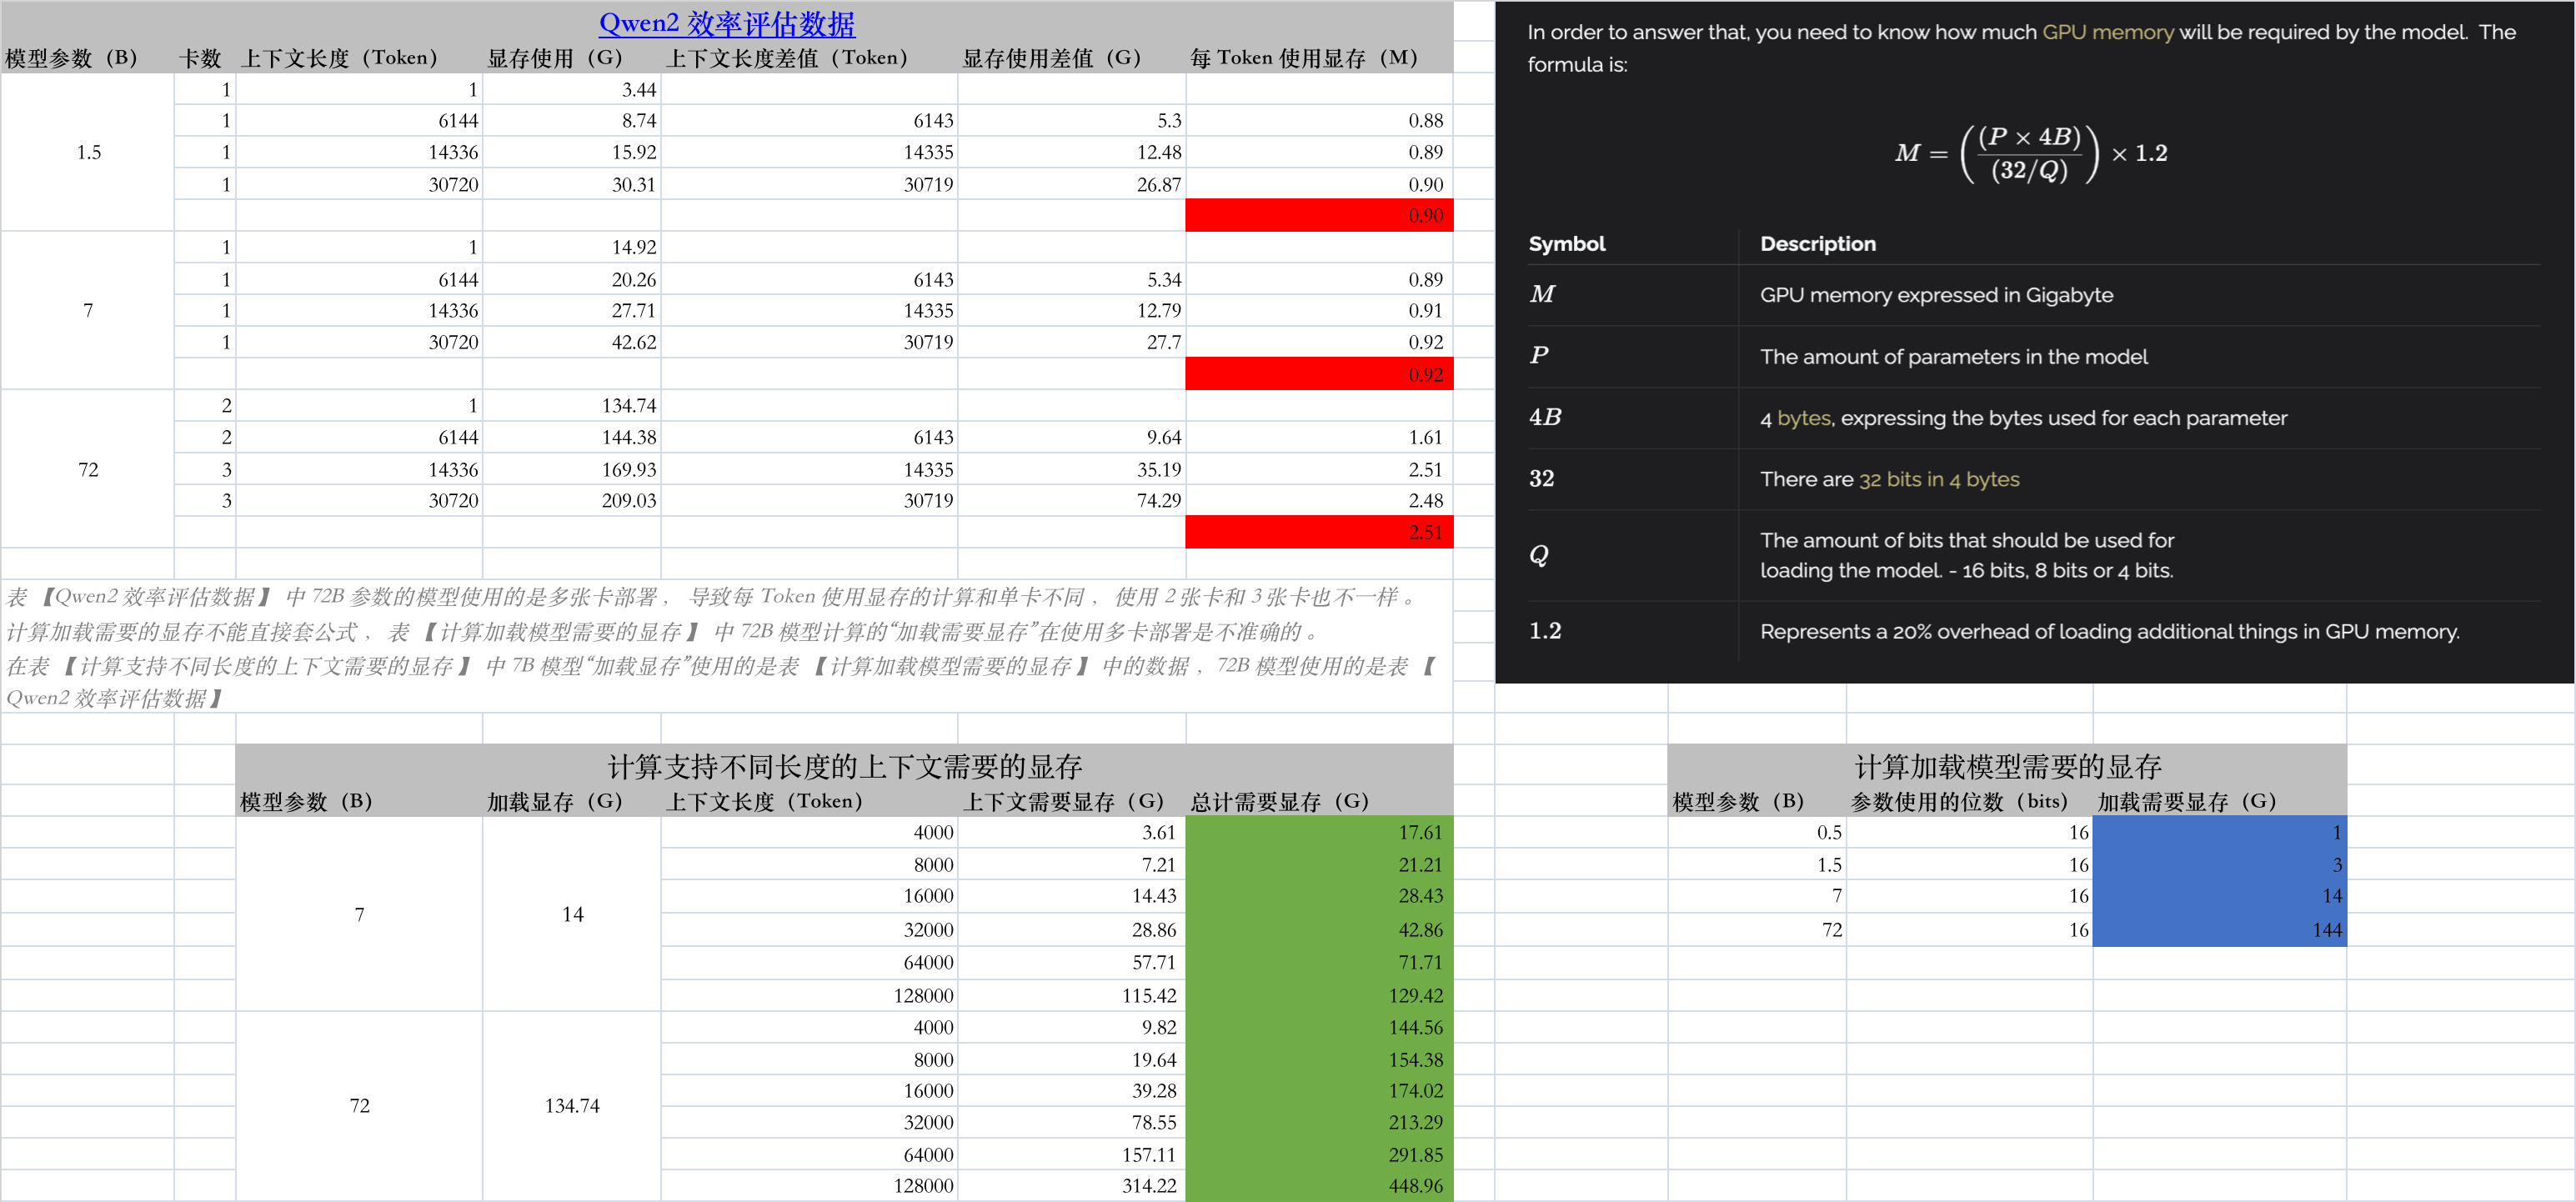 Qwen2 效率评估数据
模型参数（B） 卡数 上下文长度（Token） 显存使用（G） 上下文长度差值（Token） 显存使用差值（G） 每 Token 使用显存（M）
1.5
1 1 3.44
1 6144 8.74 6143 5.3 0.88
1 14336 15.92 14335 12.48 0.89
1 30720 30.31 30719 26.87 0.90
0.90
7
1 1 14.92
1 6144 20.26 6143 5.34 0.89
1 14336 27.71 14335 12.79 0.91
1 30720 42.62 30719 27.7 0.92
0.92
72
2 1 134.74
2 6144 144.38 6143 9.64 1.61
3 14336 169.93 14335 35.19 2.51
3 30720 209.03 30719 74.29 2.48
2.51
表【Qwen2 效率评估数据】中 72B 参数的模型使用的是多张卡部署，导致每 Token 使用显存的计算和单卡不同，使用 2 张卡和 3 张卡也不一样。
计算加载需要的显存不能直接套公式，表【计算加载模型需要的显存】中 72B 模型计算的“加载需要显存”在使用多卡部署是不准确的。
在表【计算支持不同长度的上下文需要的显存】中 7B 模型“加载显存”使用的是表【计算加载模型需要的显存】中的数据，72B 模型使用的是表【
Qwen2 效率评估数据】
In order to answer that, you need to know how much GPU memory will be required by the model. The
formula is:
M = ( (P × 4B) / (32/Q) ) × 1.2
Symbol Description
M GPU memory expressed in Gigabyte
P The amount of parameters in the model
4B 4 bytes, expressing the bytes used for each parameter
32 There are 32 bits in 4 bytes
Q The amount of bits that should be used for
loading the model. - 16 bits, 8 bits or 4 bits.
1.2 Represents a 20% overhead of loading additional things in GPU memory.
计算支持不同长度的上下文需要的显存
模型参数（B） 加载显存（G） 上下文长度（Token） 上下文需要显存（G） 总计需要显存（G）
7 14
4000 3.61 17.61
8000 7.21 21.21
16000 14.43 28.43
32000 28.86 42.86
64000 57.71 71.71
128000 115.42 129.42
72 134.74
4000 9.82 144.56
8000 19.64 154.38
16000 39.28 174.02
32000 78.55 213.29
64000 157.11 291.85
128000 314.22 448.96
计算加载模型需要的显存
模型参数（B） 参数使用的位数（bits） 加载需要显存（G）
0.5 16 1
1.5 16 3
7 16 14
72 16 144